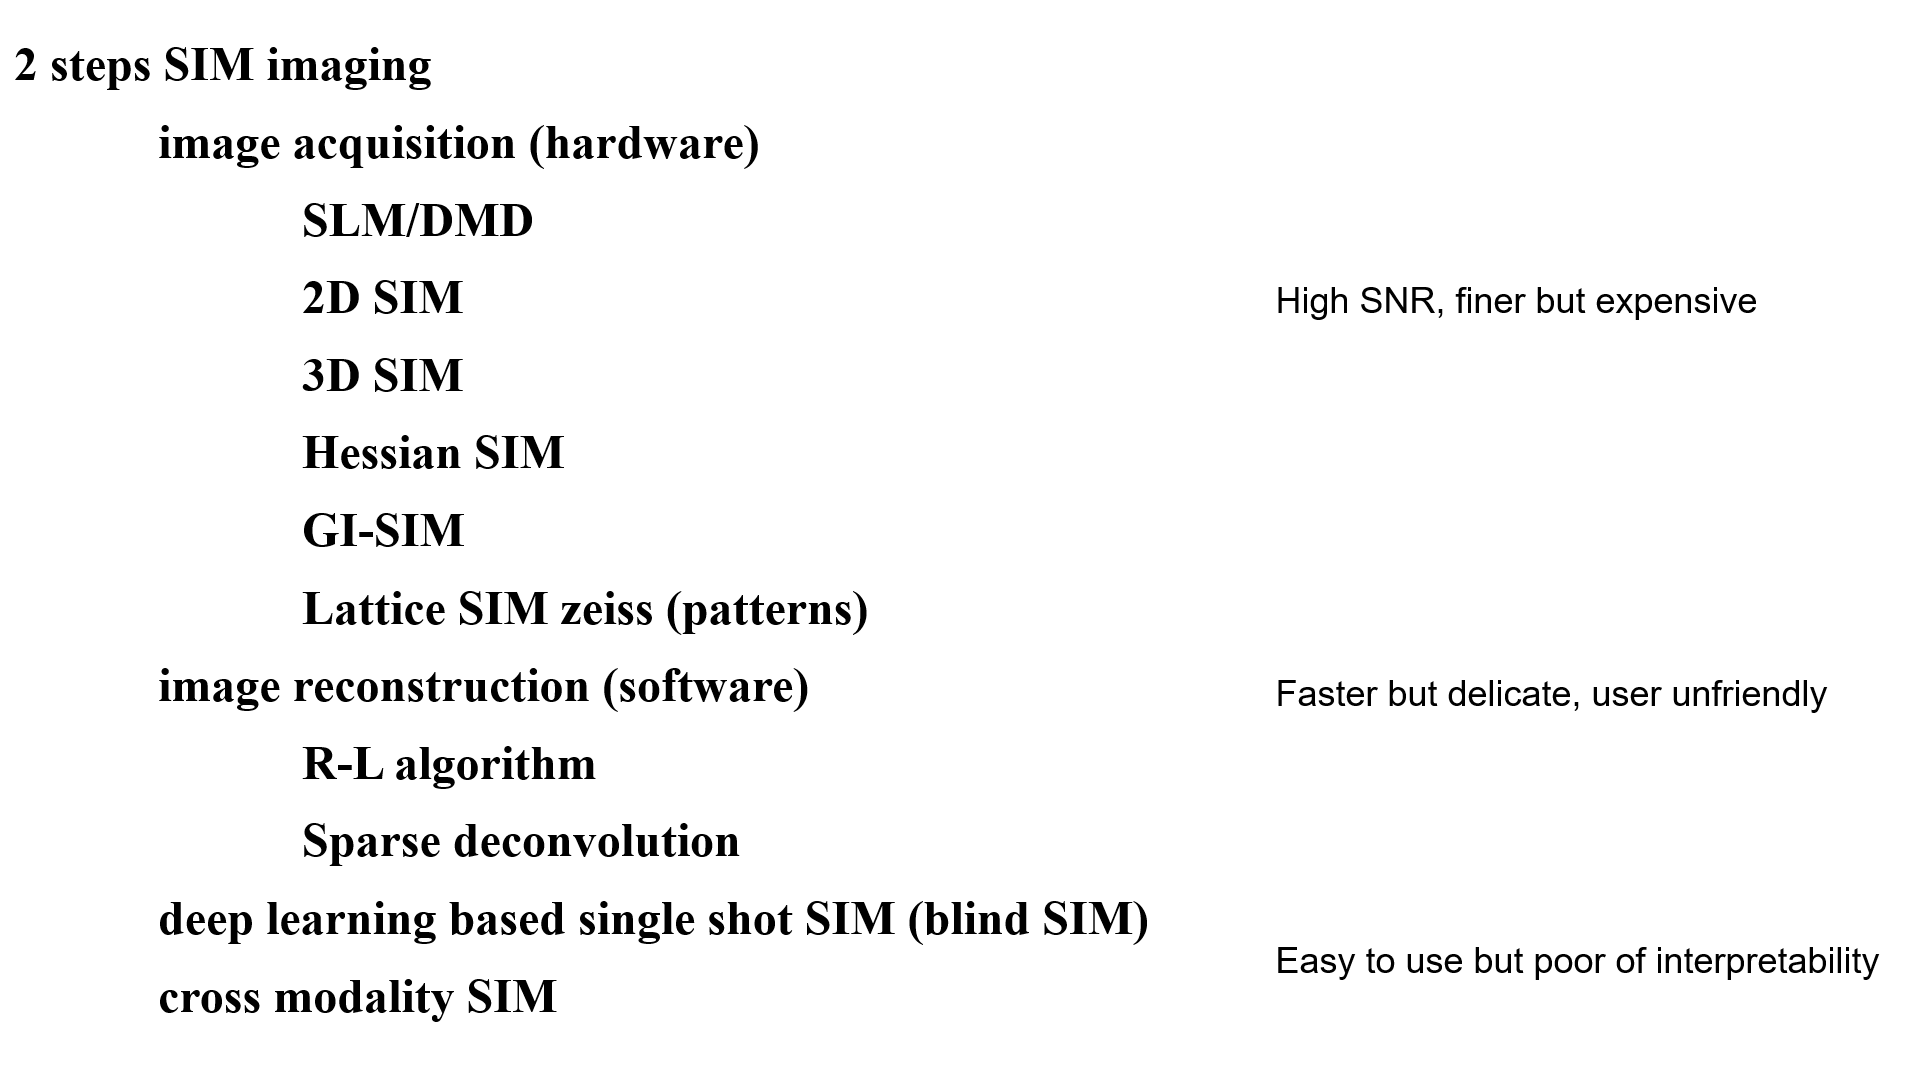 2 steps SIM imaging
image acquisition (hardware)
SLM/DMD
2D SIM
High SNR, finer but expensive
3D SIM
Hessian SIM
GI-SIM
Lattice SIM zeiss (patterns)
image reconstruction (software)
Faster but delicate, user unfriendly
R-L algorithm
Sparse deconvolution
deep learning based single shot SIM (blind SIM)
Easy to use but poor of interpretability
cross modality SIM